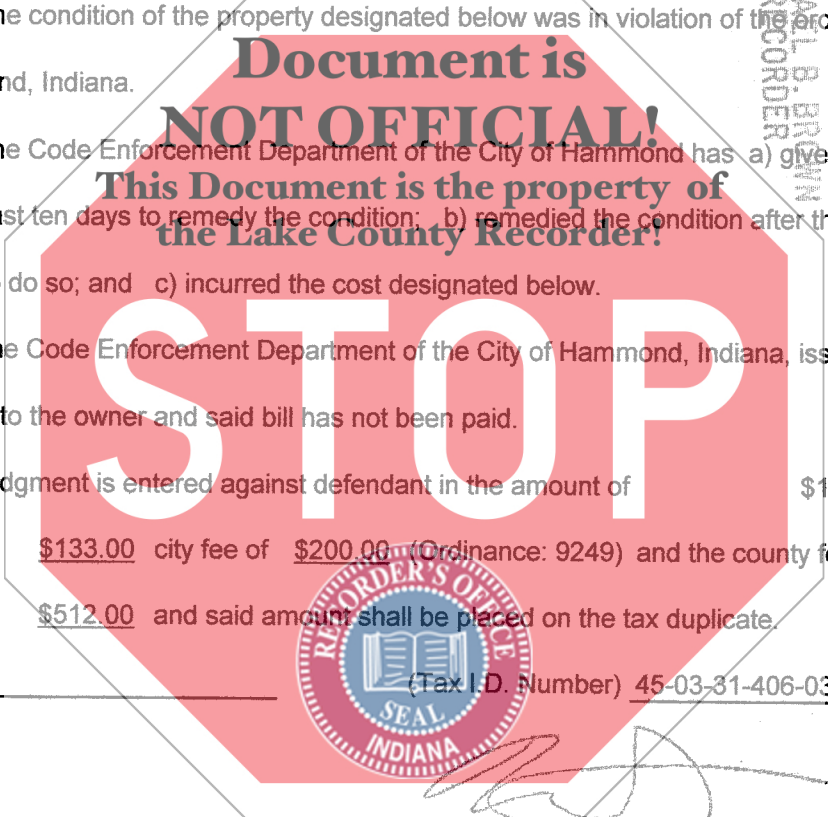 e condition of the property designated below was in violation of the ord
Document is
nd, Indiana.
NOT OFFICIAL!
e Code Enforcement Department of the City of Hammond has a) give
This Document is the property of
st ten days to remedy the condition; b) remedied the condition after th
the Lake County Recorder!
do so; and c) incurred the cost designated below.
STOP
e Code Enforcement Department of the City of Hammond, Indiana, iss
to the owner and said bill has not been paid.
dgment is entered against defendant in the amount of $1
$133.00 city fee of $200.00 (Ordinance: 9249) and the county f
$512.00 and said amount shall be placed on the tax duplicate.
(Tax I.D. Number) 45-03-31-406-03
RECORDER'S OFFICE
SEAL
INDIANA
B. BROWN
RECORDER